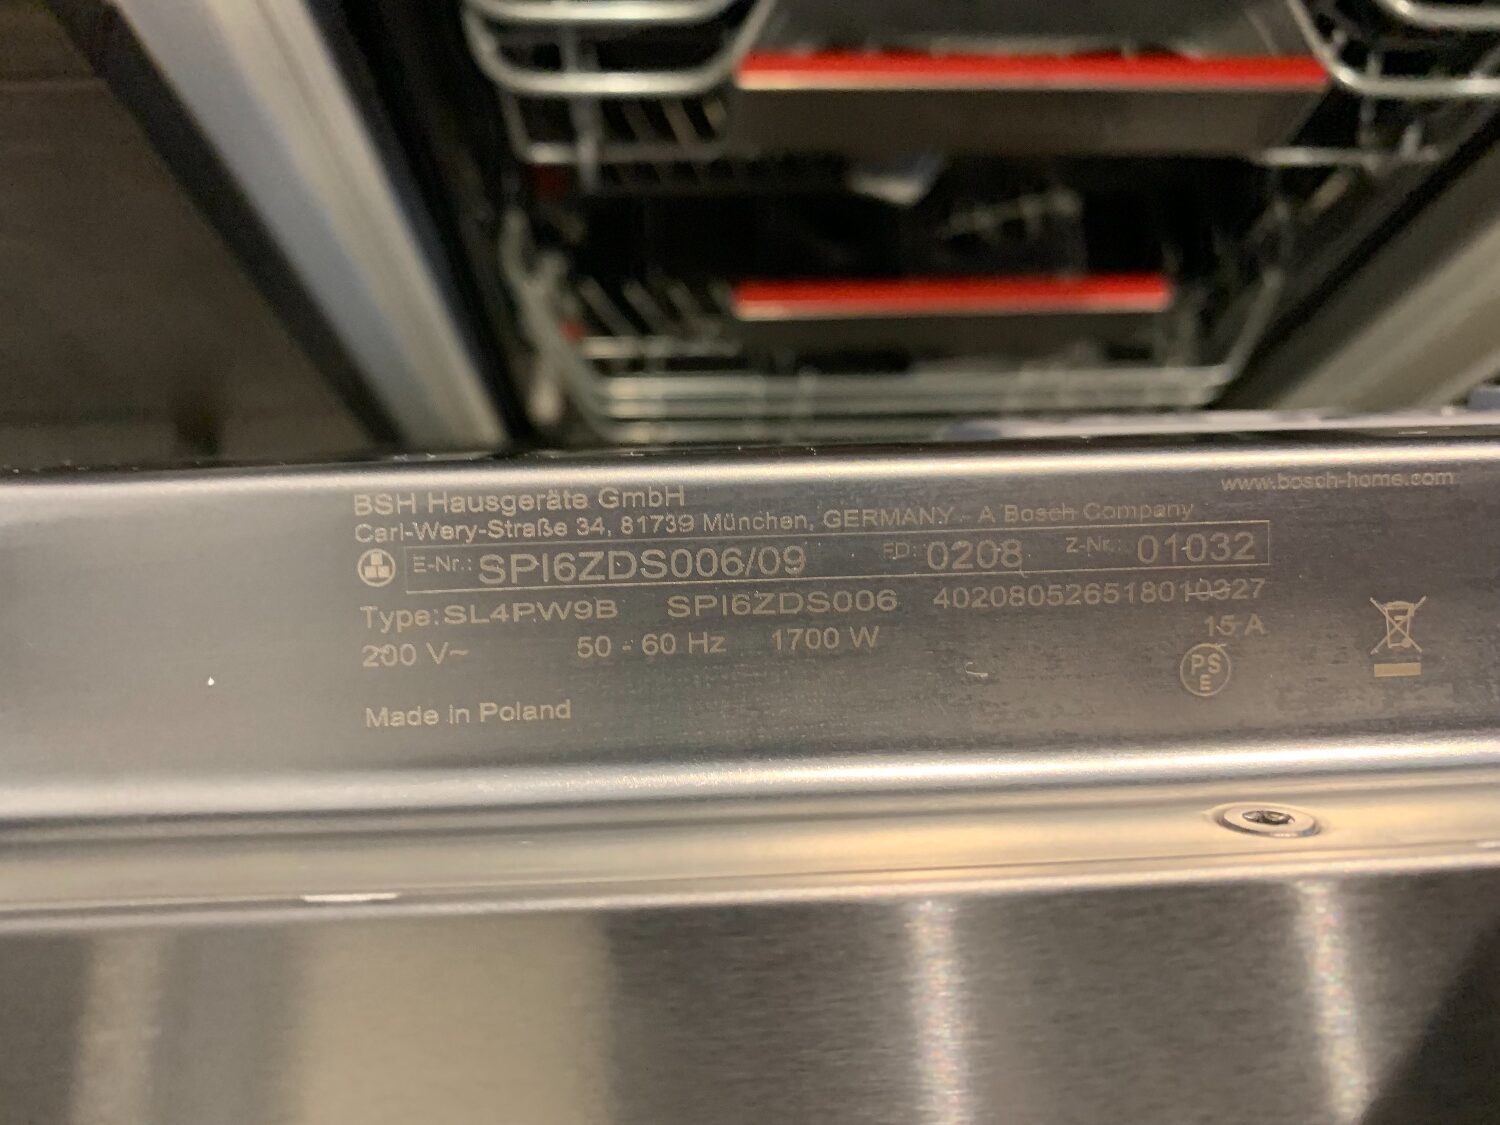 BSH Hausgeräte GmbH
www.bosch-home.com
Carl-Wery-Straße 34, 81739 München, GERMANY - A Bosch Company
E-Nr.: SPI6ZDS006/09 FD: 0208 Z-Nr.: 01032
Type: SL4PW9B SPI6ZDS006 402080526518010327
200 V~ 50 - 60 Hz 1700 W 15 A
PS
E
Made in Poland